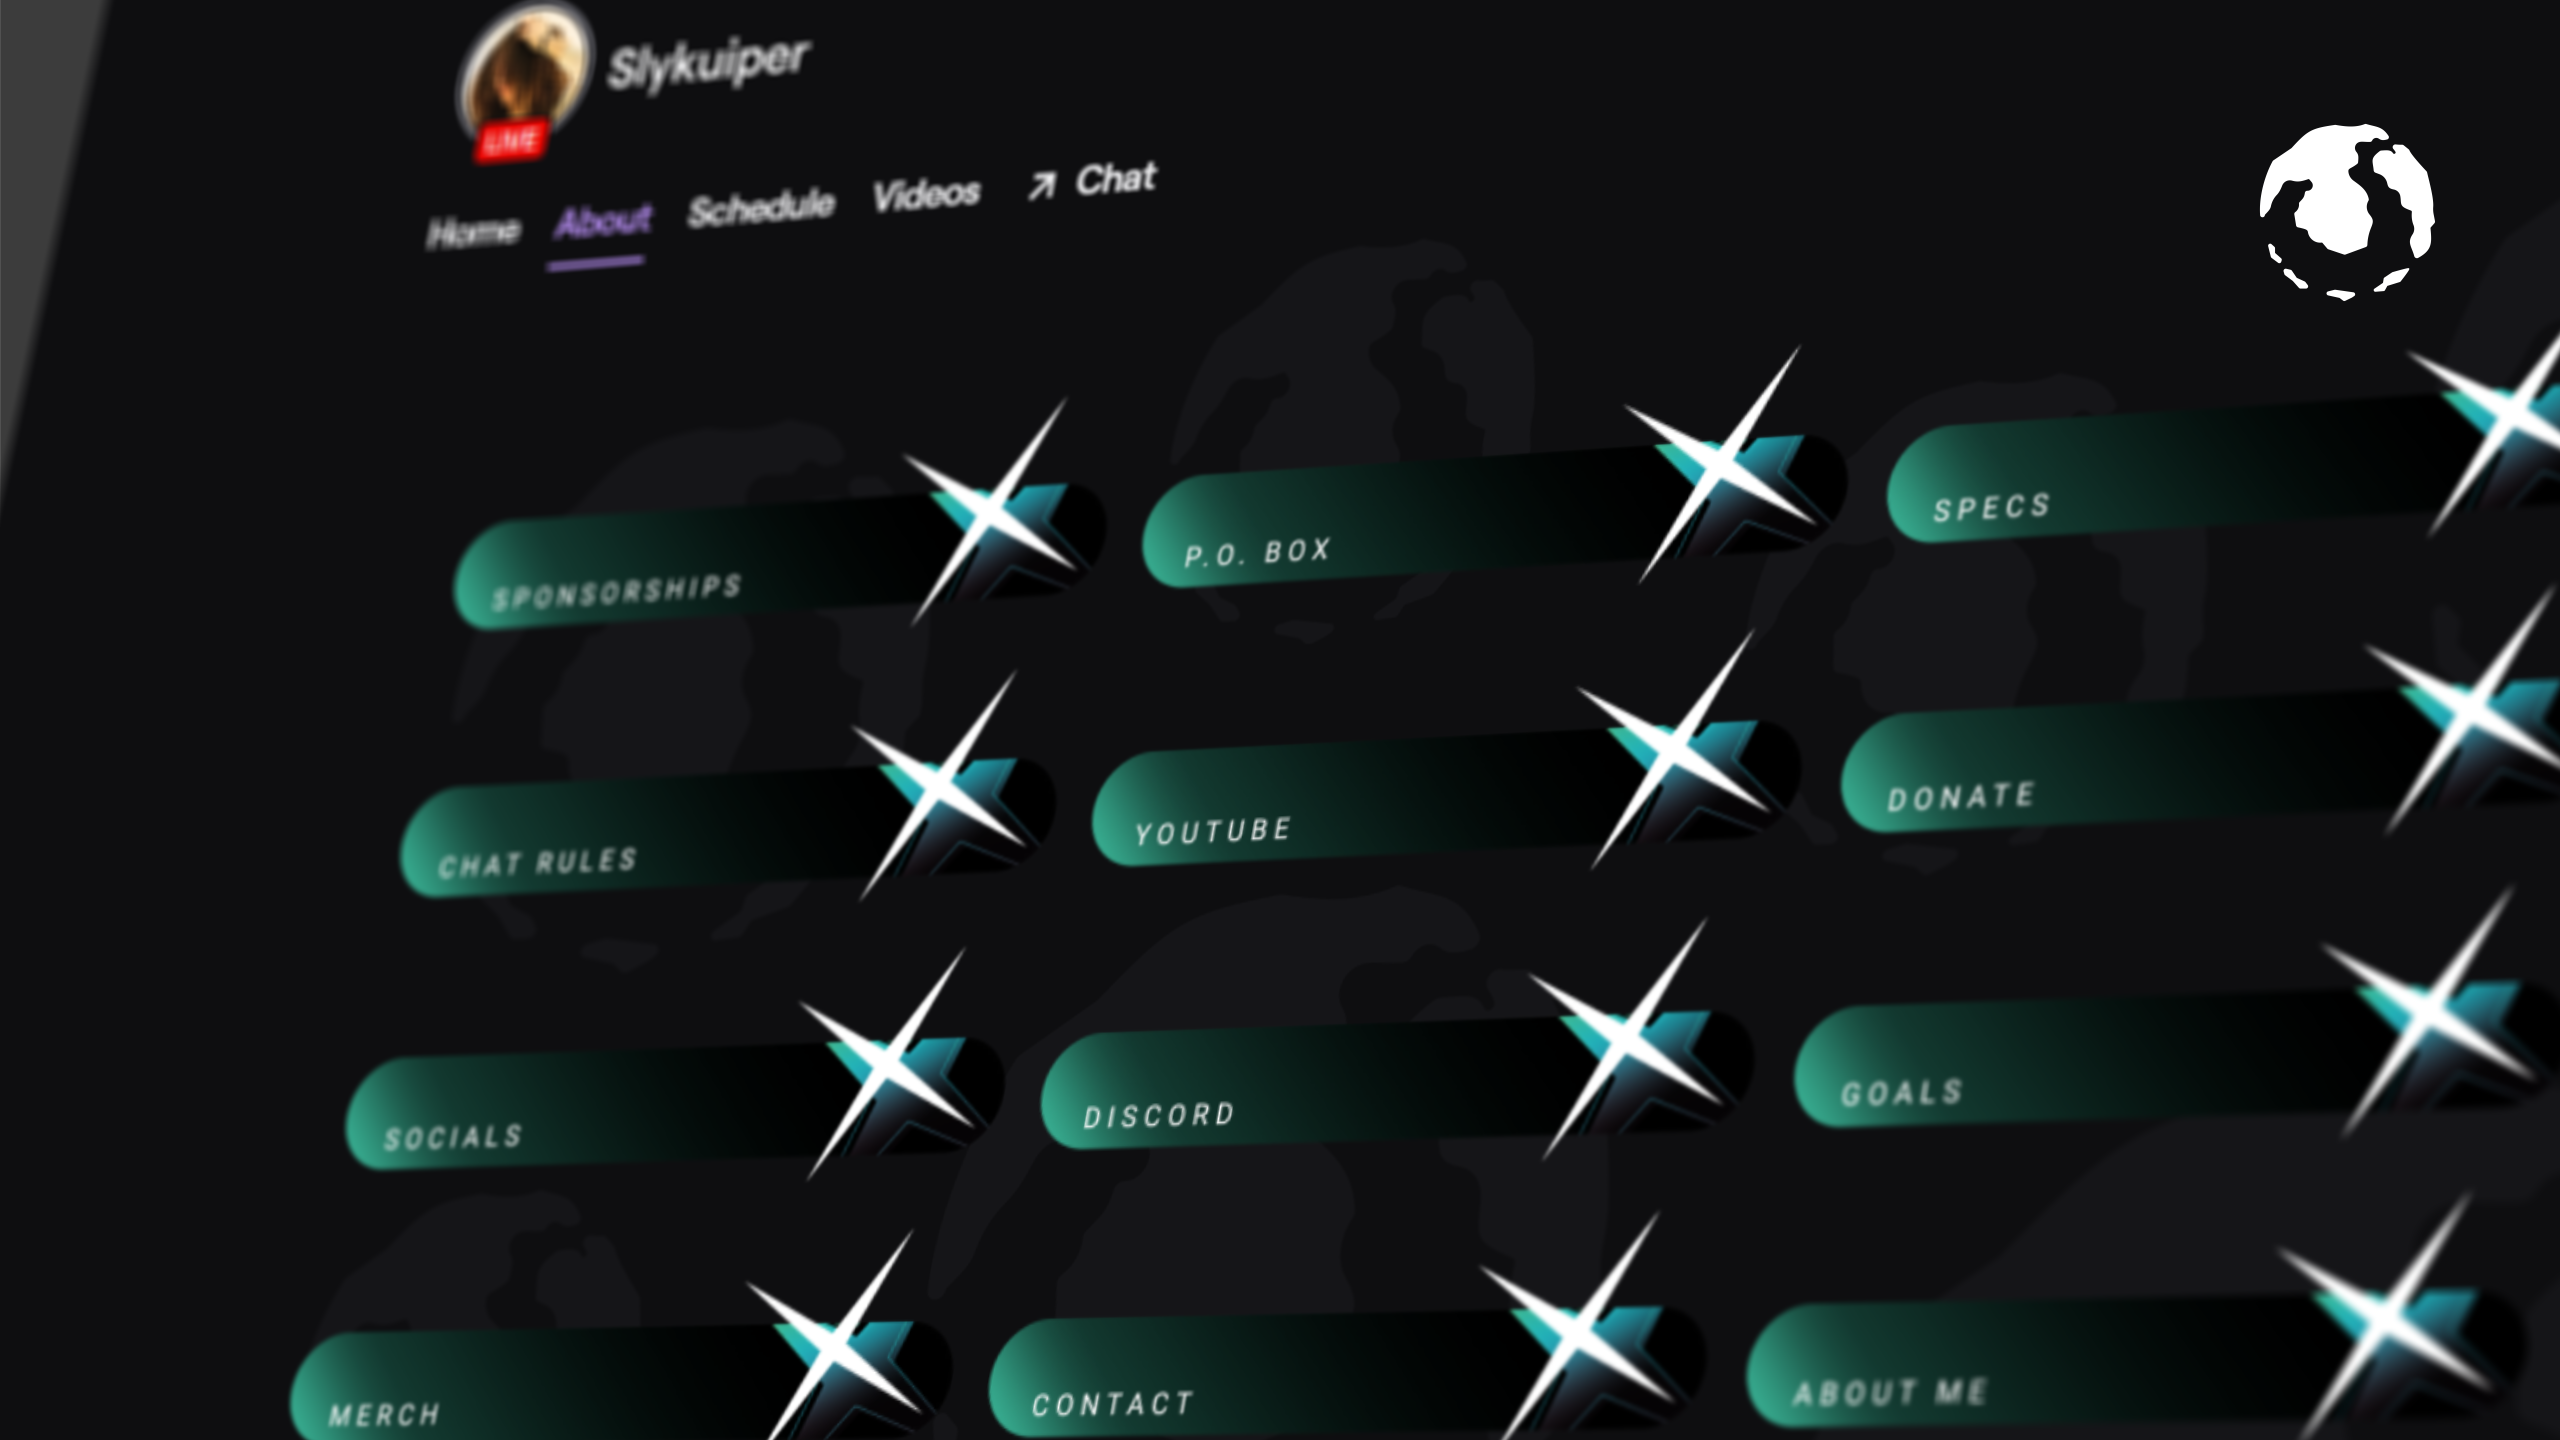 Slykuiper
LIVE
Home About Schedule Videos Chat
SPONSORSHIPS P.O. BOX SPECS
CHAT RULES YOUTUBE DONATE
SOCIALS DISCORD GOALS
MERCH CONTACT ABOUT ME